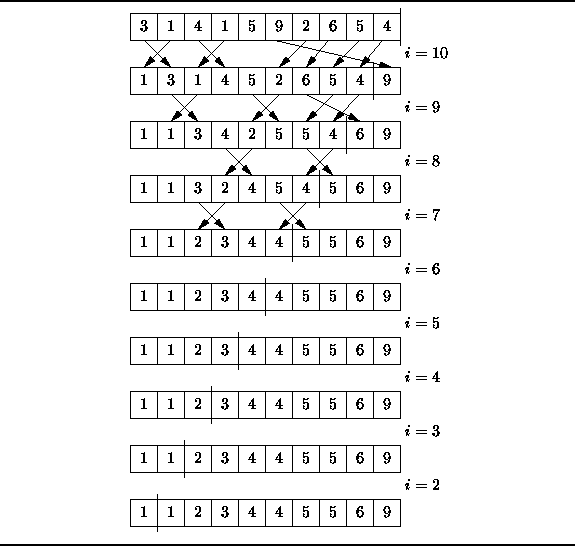 3 1 4 1 5 9 2 6 5 4
i = 10
1 3 1 4 5 2 6 5 4 9
i = 9
1 1 3 4 2 5 5 4 6 9
i = 8
1 1 3 2 4 5 4 5 6 9
i = 7
1 1 2 3 4 4 5 5 6 9
i = 6
1 1 2 3 4 4 5 5 6 9
i = 5
1 1 2 3 4 4 5 5 6 9
i = 4
1 1 2 3 4 4 5 5 6 9
i = 3
1 1 2 3 4 4 5 5 6 9
i = 2
1 1 2 3 4 4 5 5 6 9